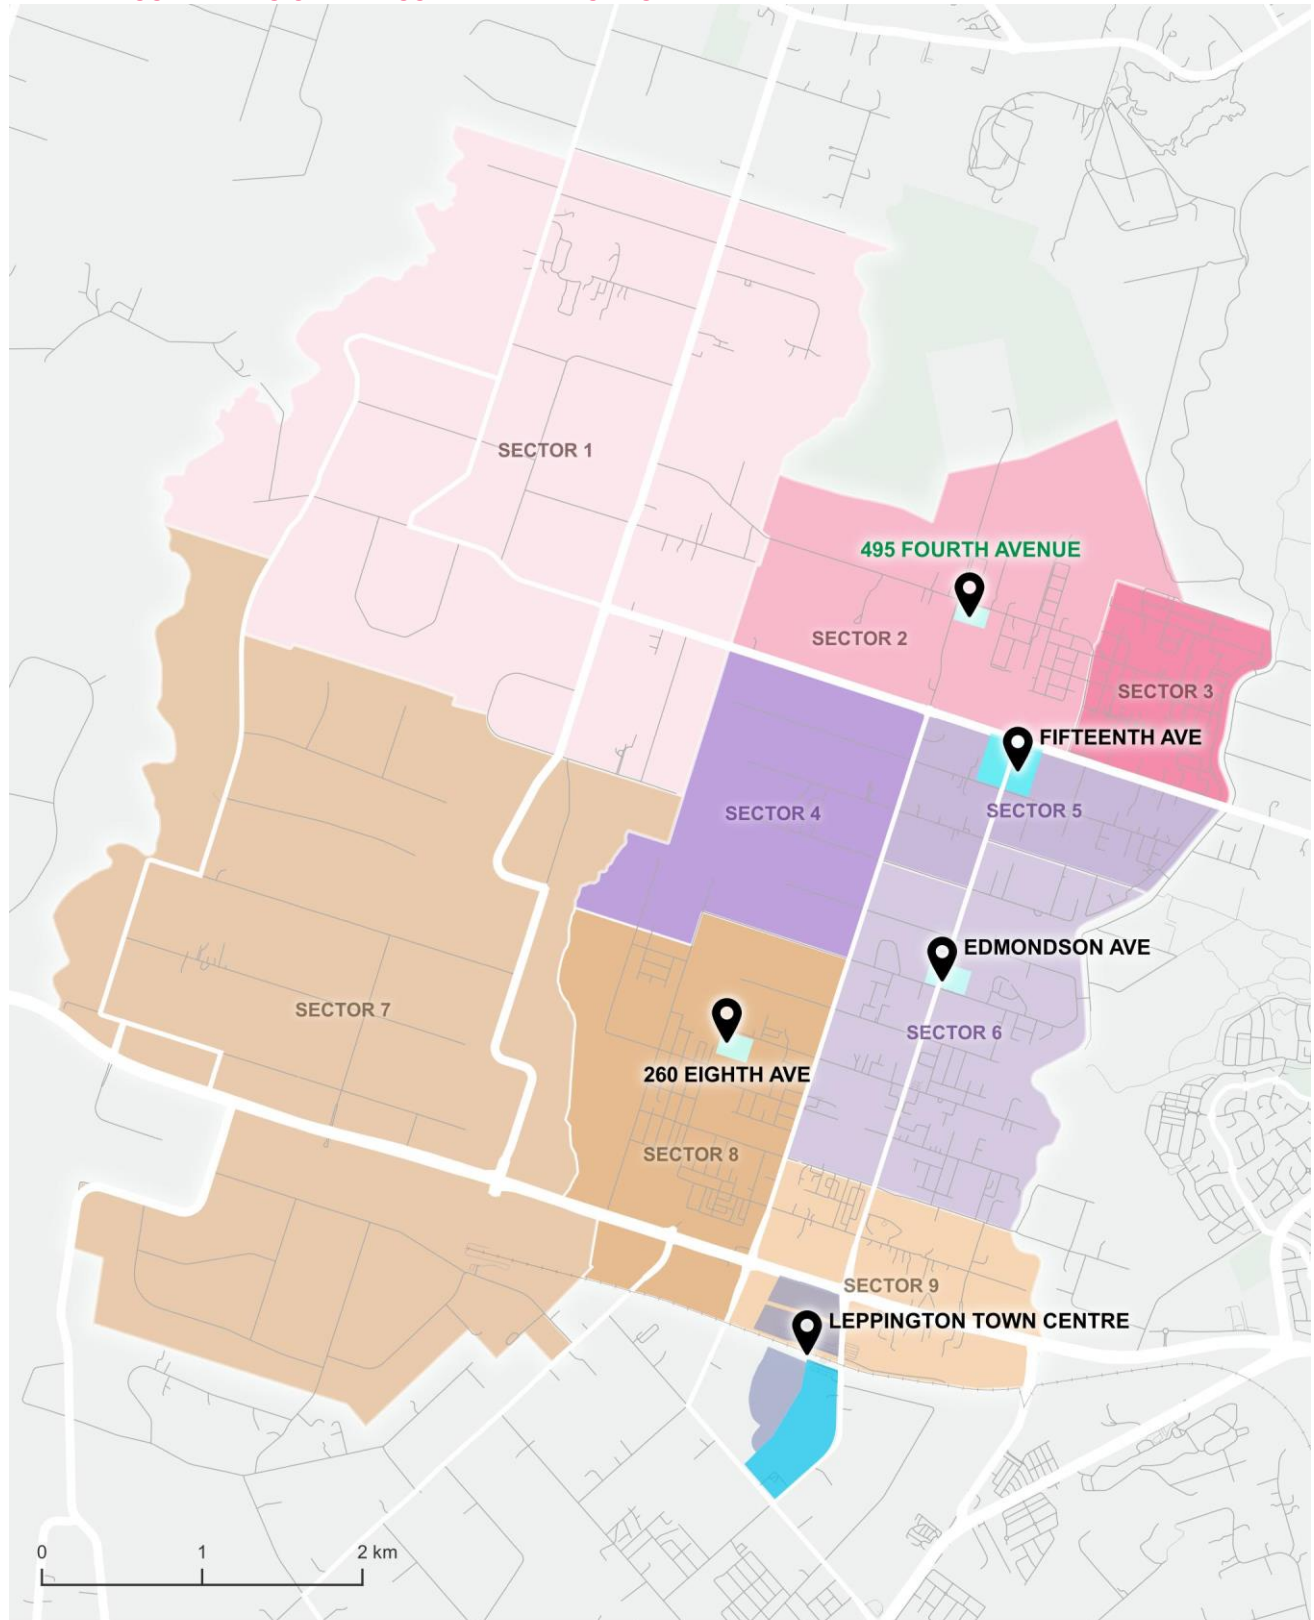 SECTOR 1
495 FOURTH AVENUE
SECTOR 2
SECTOR 3
FIFTEENTH AVE
SECTOR 4
SECTOR 5
EDMONDSON AVE
SECTOR 7
SECTOR 6
260 EIGHTH AVE
SECTOR 8
SECTOR 9
LEPPINGTON TOWN CENTRE
0 1 2 km